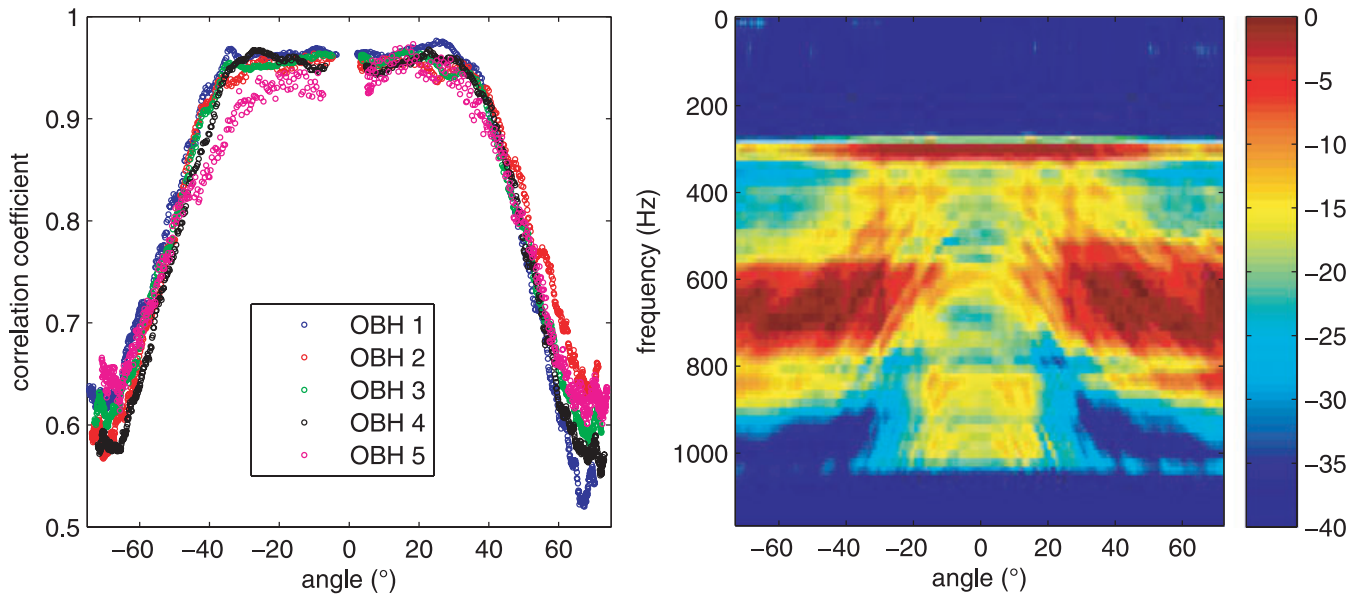 correlation coefficient
1
0.9
0.8
0.7
0.6
0.5
−60 −40 −20 0 20 40 60
angle (°)
OBH 1
OBH 2
OBH 3
OBH 4
OBH 5
frequency (Hz)
0
200
400
600
800
1000
−60 −40 −20 0 20 40 60
angle (°)
0
−5
−10
−15
−20
−25
−30
−35
−40